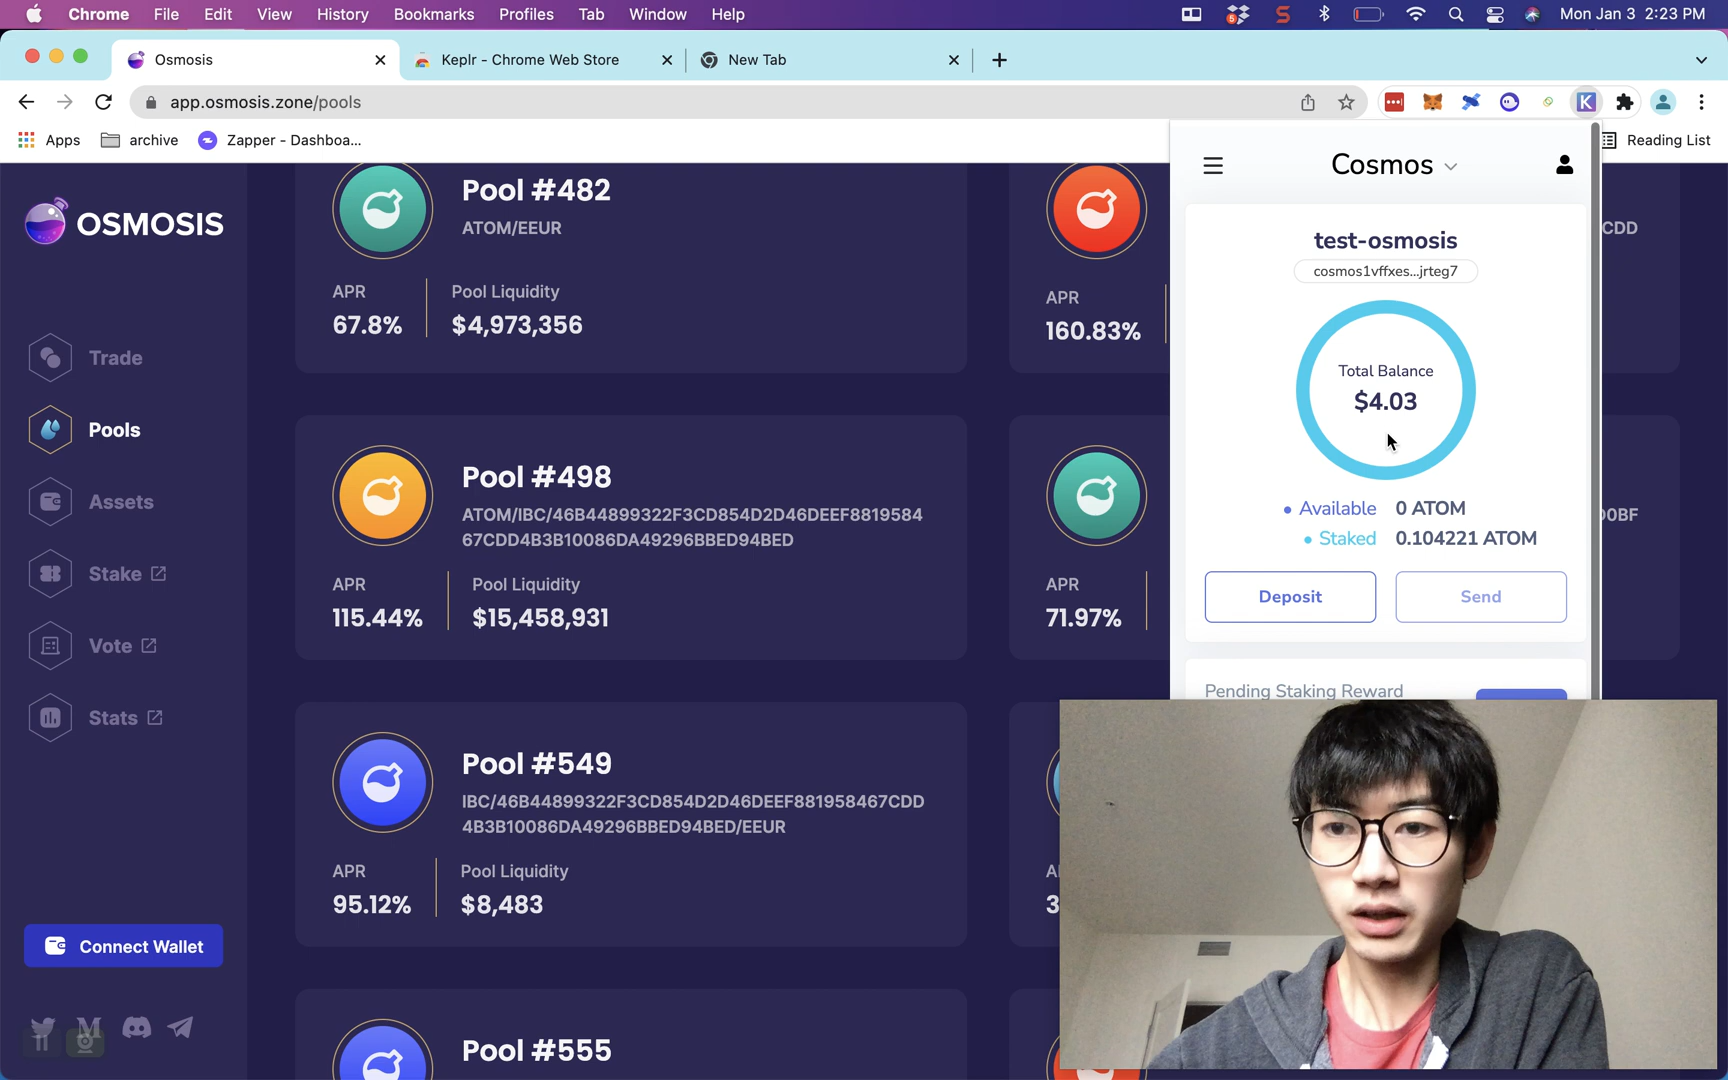 Chrome File Edit View History Bookmarks Profiles Tab Window Help
5
Mon Jan 3 2:23 PM
Osmosis
Keplr - Chrome Web Store
New Tab
app.osmosis.zone/pools
K
Apps
archive
Zapper - Dashboa...
Reading List
OSMOSIS
Trade
Pools
Assets
Stake
Vote
Stats
Connect Wallet
Pool #482
ATOM/EEUR
APR
67.8%
Pool Liquidity
$4,973,356
CDD
APR
160.83%
Pool #498
ATOM/IBC/46B44899322F3CD854D2D46DEEF8819584
67CDD4B3B10086DA49296BBED94BED
APR
115.44%
Pool Liquidity
$15,458,931
APR
71.97%
Pool #549
IBC/46B44899322F3CD854D2D46DEEF881958467CDD
4B3B10086DA49296BBED94BED/EEUR
APR
95.12%
Pool Liquidity
$8,483
Pool #555
Cosmos
test-osmosis
cosmos1vffxes...jrteg7
Total Balance
$4.03
Available 0 ATOM
Staked 0.104221 ATOM
Deposit
Send
Pending Staking Reward